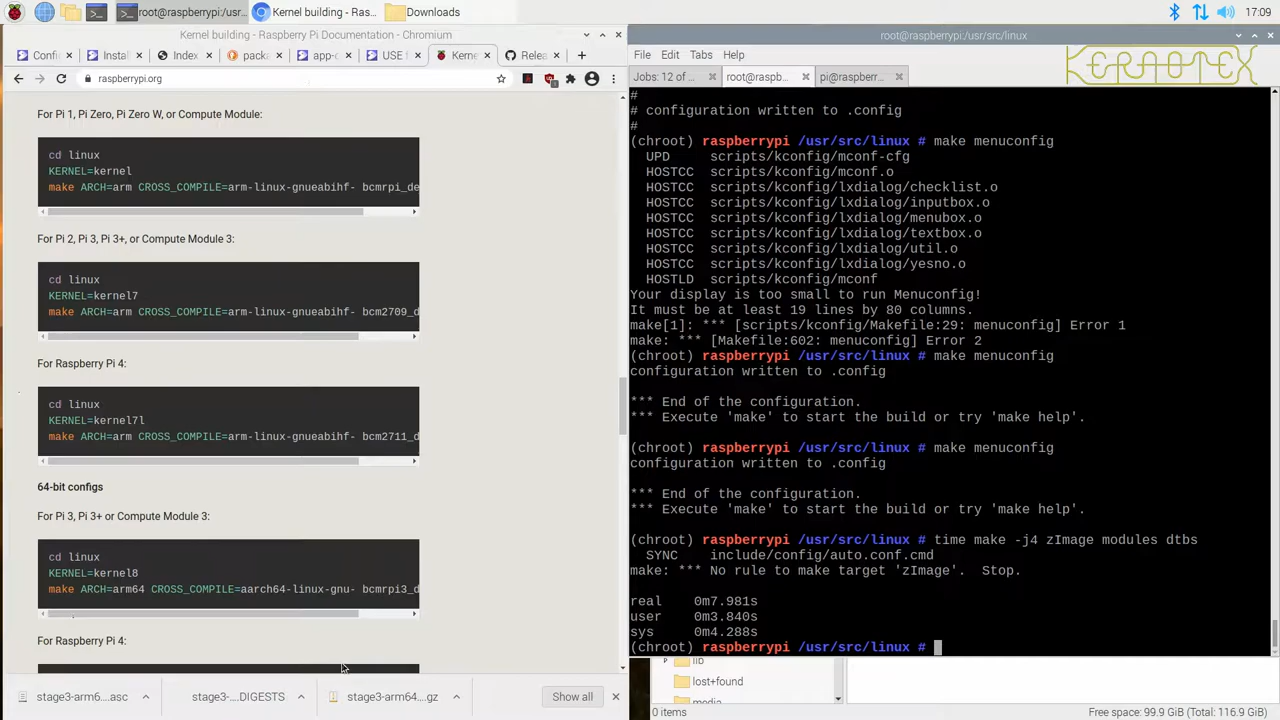 root@raspberrypi:/usr...
Kernel building - Ras...
Downloads
17:09
Kernel building - Raspberry Pi Documentation - Chromium
root@raspberrypi:/usr/src/linux
Confi
Instal
Index
packa
app-c
USE f
Kerne
Relea
File Edit Tabs Help
KERNOTEX
raspberrypi.org
Jobs: 12 of ...
root@raspb...
pi@raspberr...
For Pi 1, Pi Zero, Pi Zero W, or Compute Module:
cd linux
KERNEL=kernel
make ARCH=arm CROSS_COMPILE=arm-linux-gnueabihf- bcmrpi_de
For Pi 2, Pi 3, Pi 3+, or Compute Module 3:
cd linux
KERNEL=kernel7
make ARCH=arm CROSS_COMPILE=arm-linux-gnueabihf- bcm2709_d
For Raspberry Pi 4:
cd linux
KERNEL=kernel7l
make ARCH=arm CROSS_COMPILE=arm-linux-gnueabihf- bcm2711_d
64-bit configs
For Pi 3, Pi 3+ or Compute Module 3:
cd linux
KERNEL=kernel8
make ARCH=arm64 CROSS_COMPILE=aarch64-linux-gnu- bcmrpi3_d
For Raspberry Pi 4:
#
# configuration written to .config
#
(chroot) raspberrypi /usr/src/linux # make menuconfig
UPD scripts/kconfig/mconf-cfg
HOSTCC scripts/kconfig/mconf.o
HOSTCC scripts/kconfig/lxdialog/checklist.o
HOSTCC scripts/kconfig/lxdialog/inputbox.o
HOSTCC scripts/kconfig/lxdialog/menubox.o
HOSTCC scripts/kconfig/lxdialog/textbox.o
HOSTCC scripts/kconfig/lxdialog/util.o
HOSTCC scripts/kconfig/lxdialog/yesno.o
HOSTLD scripts/kconfig/mconf
Your display is too small to run Menuconfig!
It must be at least 19 lines by 80 columns.
make[1]: *** [scripts/kconfig/Makefile:29: menuconfig] Error 1
make: *** [Makefile:602: menuconfig] Error 2
(chroot) raspberrypi /usr/src/linux # make menuconfig
configuration written to .config
*** End of the configuration.
*** Execute 'make' to start the build or try 'make help'.
(chroot) raspberrypi /usr/src/linux # make menuconfig
configuration written to .config
*** End of the configuration.
*** Execute 'make' to start the build or try 'make help'.
(chroot) raspberrypi /usr/src/linux # time make -j4 zImage modules dtbs
SYNC include/config/auto.conf.cmd
make: *** No rule to make target 'zImage'. Stop.
real 0m7.981s
user 0m3.840s
sys 0m4.288s
(chroot) raspberrypi /usr/src/linux #
stage3-arm6....asc
stage3-....DIGESTS
stage3-arm64....gz
Show all
lib
lost+found
media
0 items
Free space: 99.9 GiB (Total: 116.9 GiB)